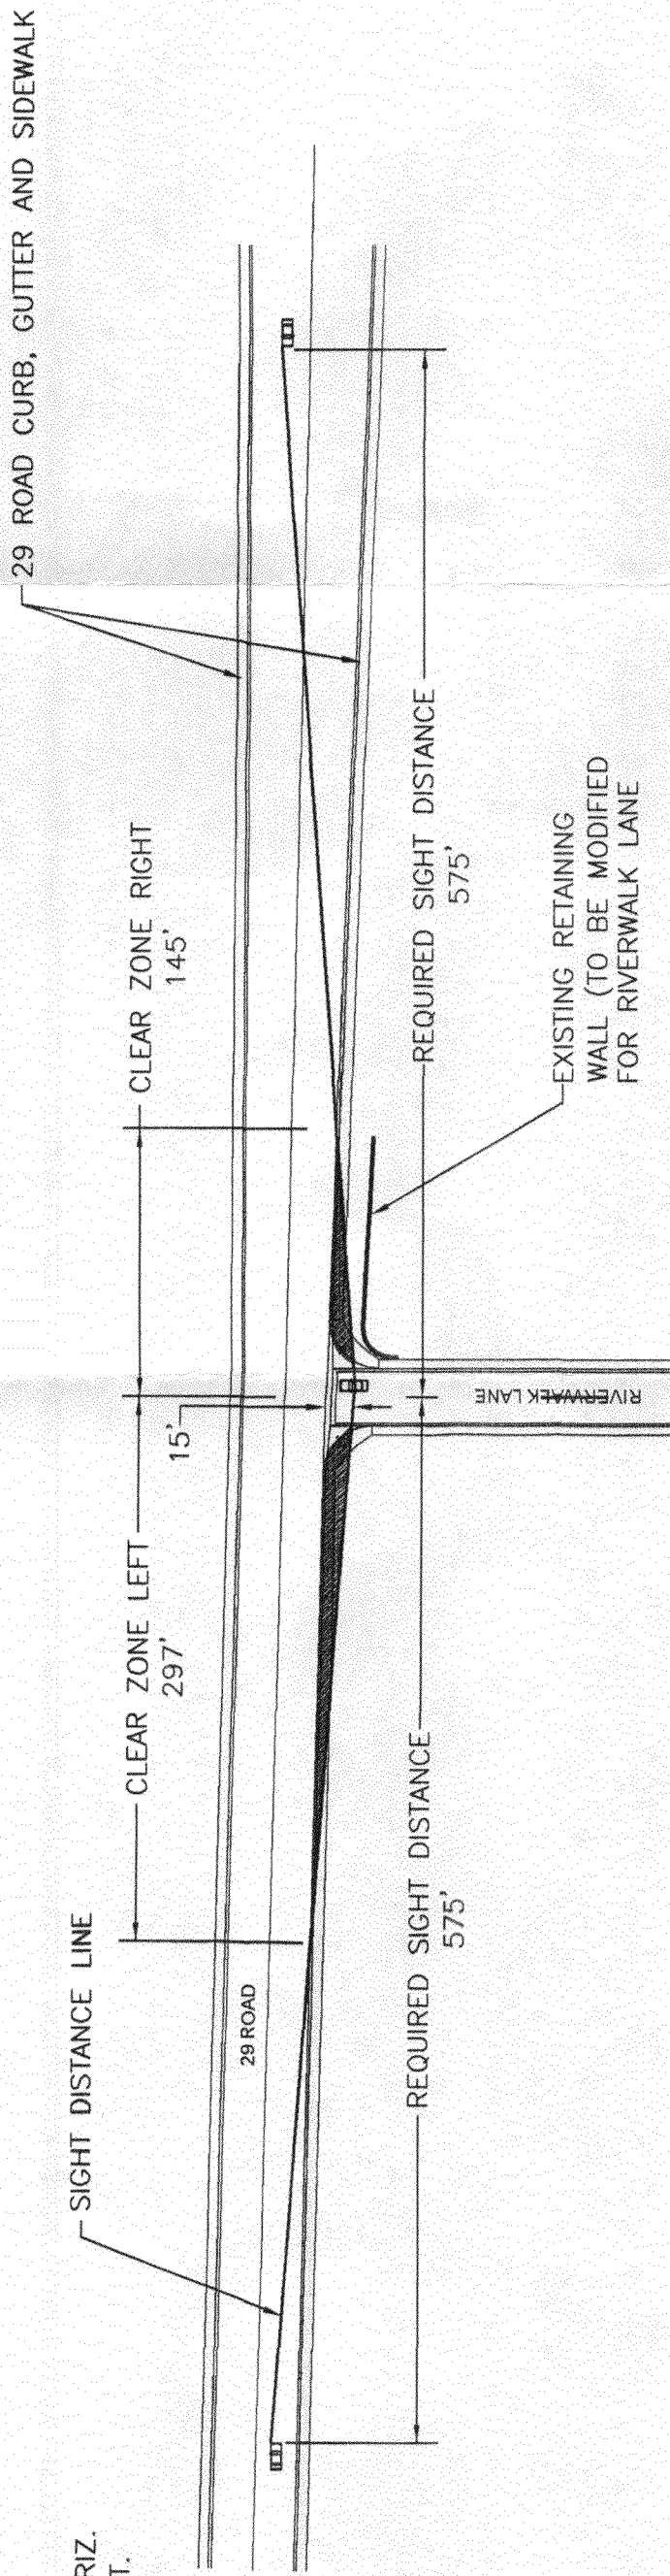 29 ROAD CURB, GUTTER AND SIDEWALK
CLEAR ZONE RIGHT
145'
CLEAR ZONE LEFT
297'
15'
SIGHT DISTANCE LINE
29 ROAD
REQUIRED SIGHT DISTANCE
575'
REQUIRED SIGHT DISTANCE
575'
EXISTING RETAINING
WALL (TO BE MODIFIED
FOR RIVERWALK LANE
RIVERWALK LANE
RIZ.
T.